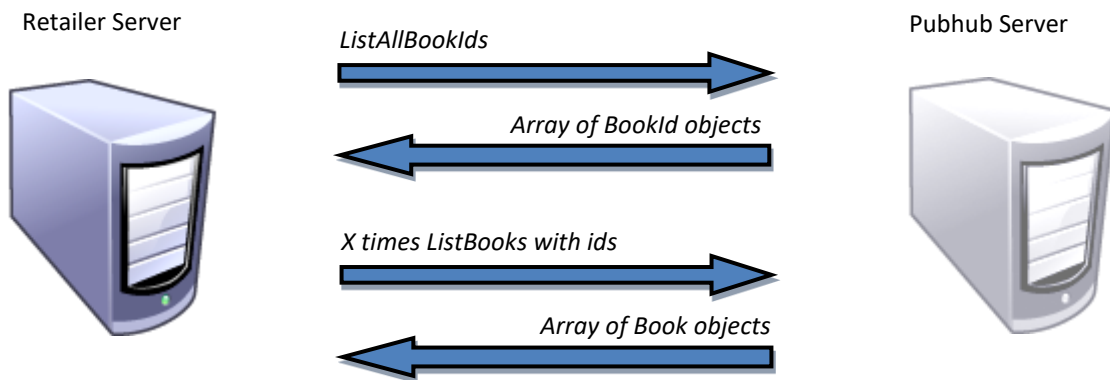 Retailer Server
Pubhub Server
ListAllBookIds
Array of BookId objects
X times ListBooks with ids
Array of Book objects